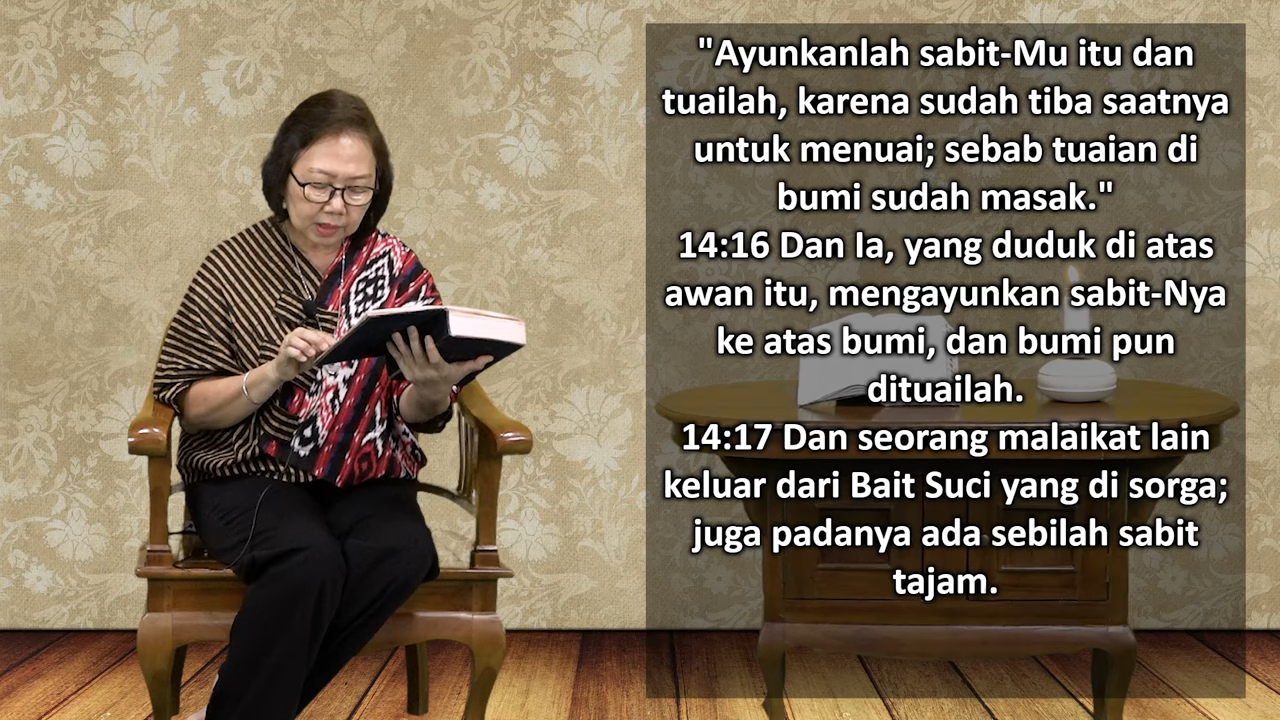 "Ayunkanlah sabit-Mu itu dan
tuailah, karena sudah tiba saatnya
untuk menuai; sebab tuaian di
bumi sudah masak."
14:16 Dan Ia, yang duduk di atas
awan itu, mengayunkan sabit-Nya
ke atas bumi, dan bumi pun
dituailah.
14:17 Dan seorang malaikat lain
keluar dari Bait Suci yang di sorga;
juga padanya ada sebilah sabit
tajam.